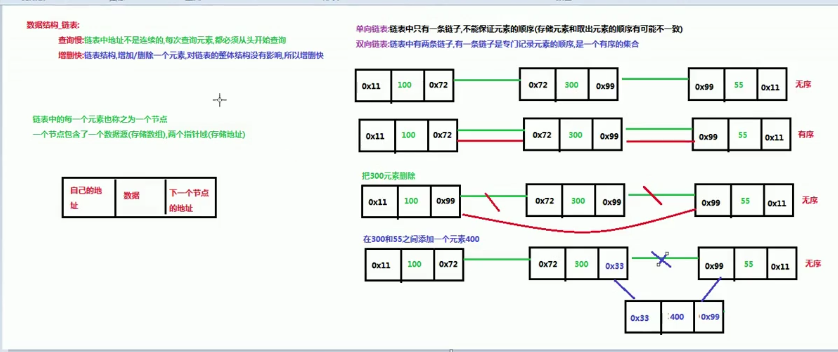 数据结构_链表:
查询慢:链表中地址不是连续的,每次查询元素,都必须从头开始查询
增删快:链表结构,增加/删除一个元素,对链表的整体结构没有影响,所以增删快
链表中的每一个元素也称之为一个节点
一个节点包含了一个数据源(存储数组),两个指针域(存储地址)
自己的地址 数据 下一个节点的地址
单向链表:链表中只有一条链子,不能保证元素的顺序(存储元素和取出元素的顺序有可能不一致)
双向链表:链表中有两条链子,有一条链子是专门记录元素的顺序,是一个有序的集合
0x11 100 0x72 0x72 300 0x99 0x99 55 0x11 无序
0x11 100 0x72 0x72 300 0x99 0x99 55 0x11 有序
把300元素删除
0x11 100 0x99 0x72 300 0x99 0x99 55 0x11 无序
在300和55之间添加一个元素400
0x11 100 0x72 0x72 300 0x33 0x99 55 0x11 无序
0x33 400 0x99